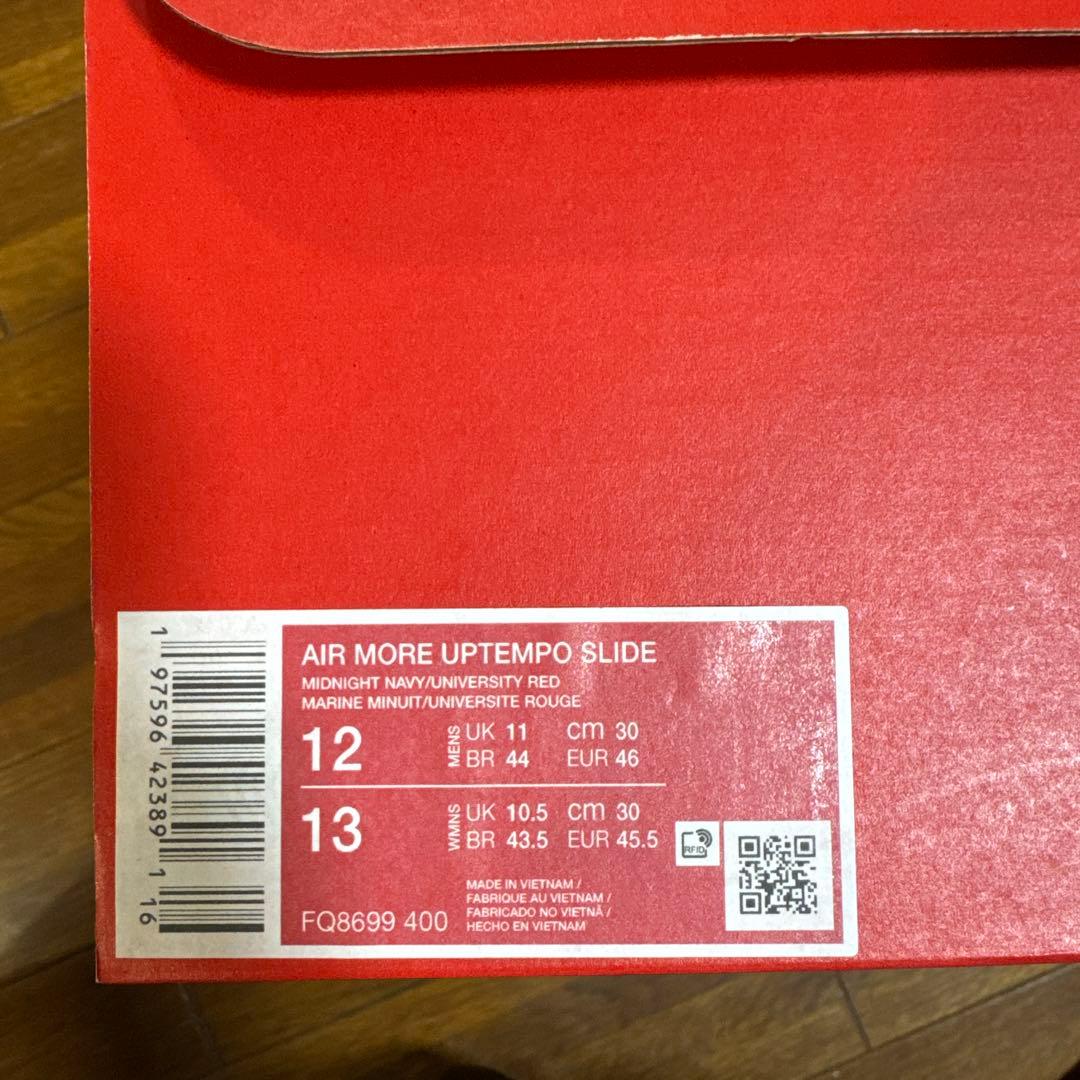 AIR MORE UPTEMPO SLIDE
MIDNIGHT NAVY/UNIVERSITY RED
MARINE MINUIT/UNIVERSITE ROUGE
12 MENS UK 11 cm 30
BR 44 EUR 46
13 WMNS UK 10.5 cm 30
BR 43.5 EUR 45.5
RFID
MADE IN VIETNAM /
FABRIQUE AU VIETNAM /
FABRICADO NO VIETNÃ /
HECHO EN VIETNAM
FQ8699 400
1 97596 42389 1 16